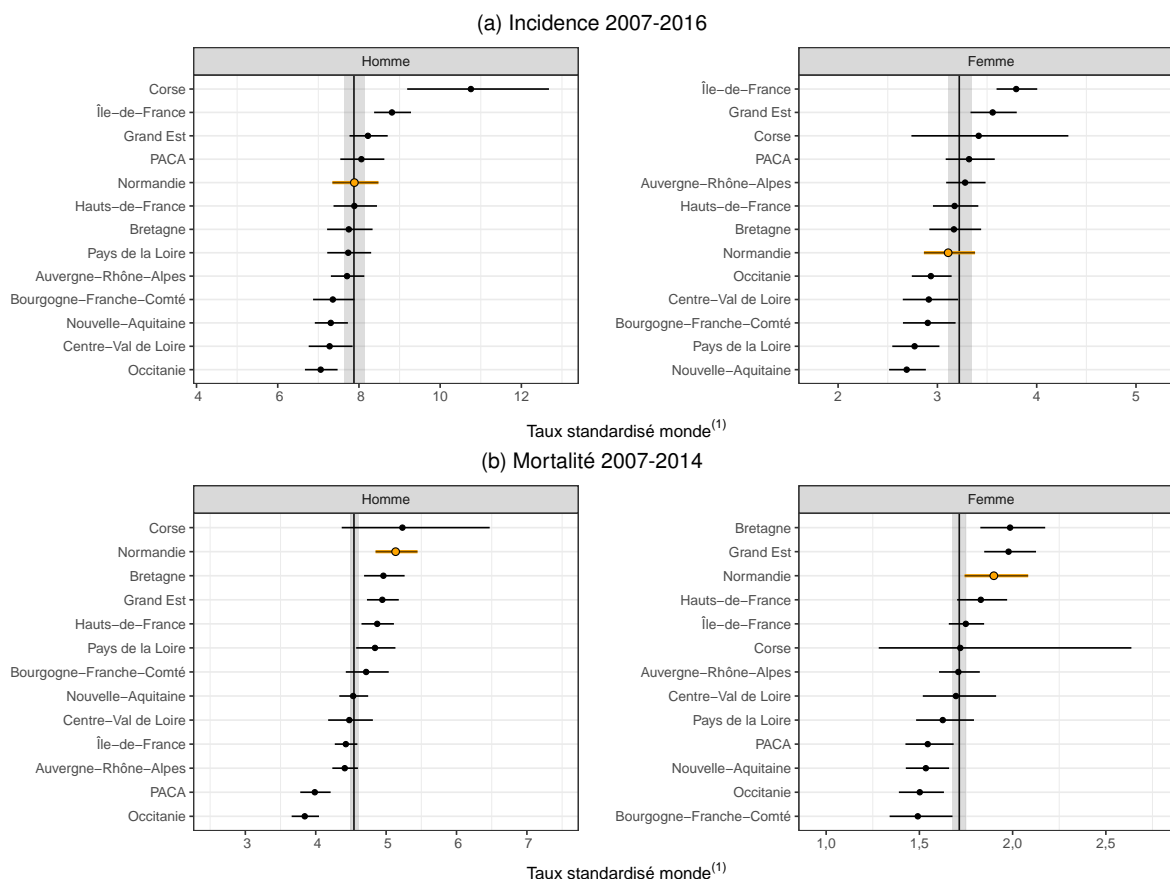 (a) Incidence 2007-2016
Homme
Corse
Île−de−France
Grand Est
PACA
Normandie
Hauts−de−France
Bretagne
Pays de la Loire
Auvergne−Rhône−Alpes
Bourgogne−Franche−Comté
Nouvelle−Aquitaine
Centre−Val de Loire
Occitanie
4 6 8 10 12
Femme
Île−de−France
Grand Est
Corse
PACA
Auvergne−Rhône−Alpes
Hauts−de−France
Bretagne
Normandie
Occitanie
Centre−Val de Loire
Bourgogne−Franche−Comté
Pays de la Loire
Nouvelle−Aquitaine
2 3 4 5
Taux standardisé monde(1)
(b) Mortalité 2007-2014
Homme
Corse
Normandie
Bretagne
Grand Est
Hauts−de−France
Pays de la Loire
Bourgogne−Franche−Comté
Nouvelle−Aquitaine
Centre−Val de Loire
Île−de−France
Auvergne−Rhône−Alpes
PACA
Occitanie
3 4 5 6 7
Femme
Bretagne
Grand Est
Normandie
Hauts−de−France
Île−de−France
Corse
Auvergne−Rhône−Alpes
Centre−Val de Loire
Pays de la Loire
PACA
Nouvelle−Aquitaine
Occitanie
Bourgogne−Franche−Comté
1,0 1,5 2,0 2,5
Taux standardisé monde(1)